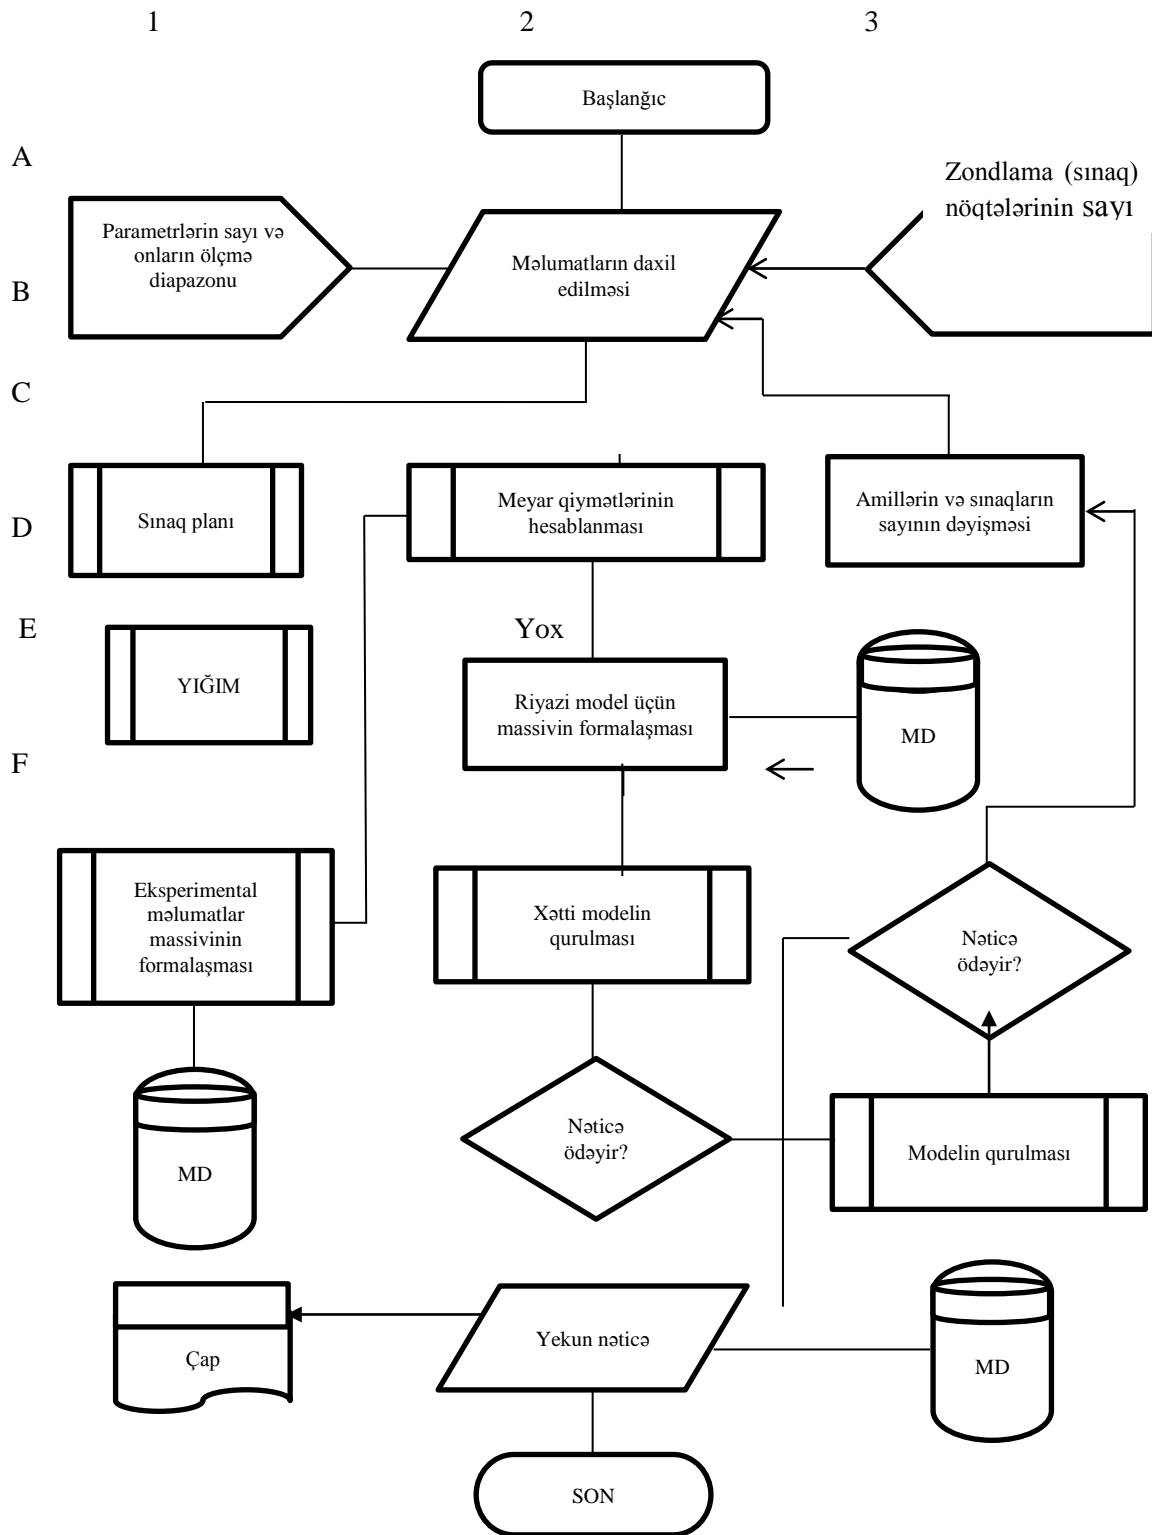 1 2 3
Başlanğıc
A
Zondlama (sınaq)
nöqtələrinin sayı
Parametrlərin sayı və
onların ölçmə
diapazonu
Məlumatların daxil
edilməsi
B
C
Sınaq planı
Meyar qiymətlərinin
hesablanması
Amillərin və sınaqların
sayının dəyişməsi
D
E
Yox
YIĞIM
Riyazi model üçün
massivin formalaşması
MD
F
Eksperimental
məlumatlar
massivinin
formalaşması
Xətti modelin
qurulması
Nəticə
ödəyir?
MD
Nəticə
ödəyir?
Modelin qurulması
Çap
Yekun nəticə
MD
SON